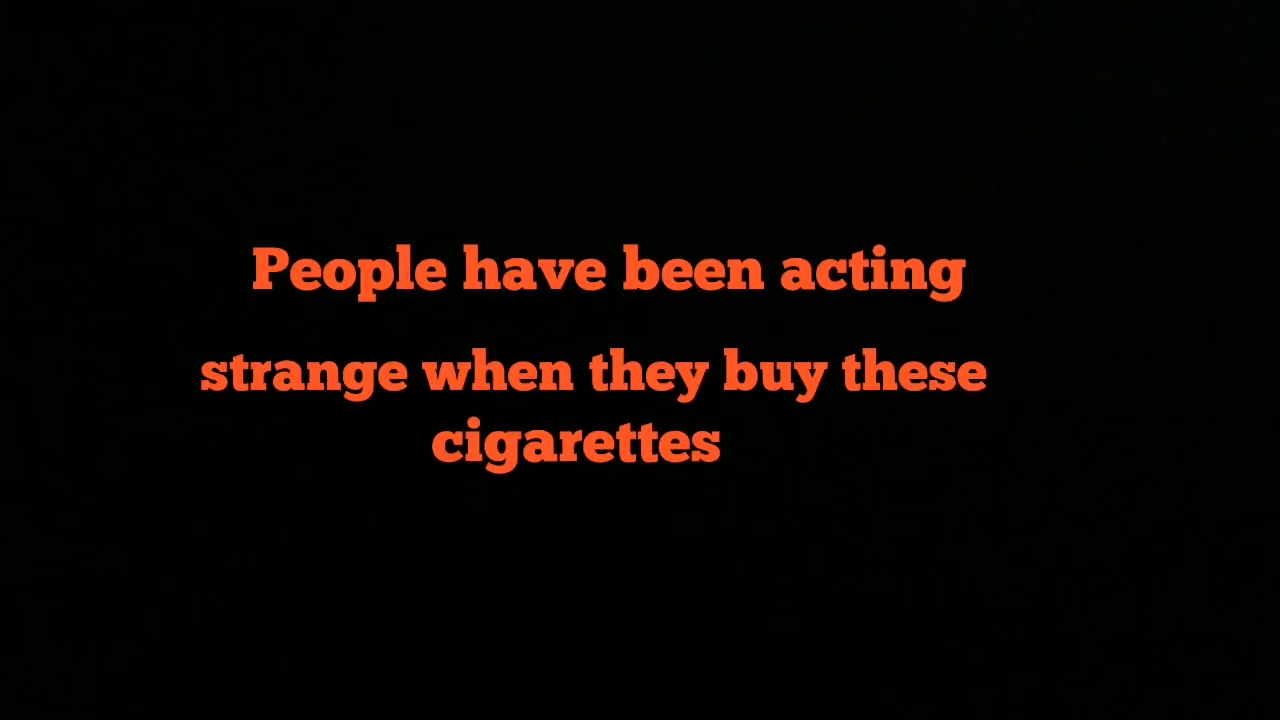 People have been acting
strange when they buy these
cigarettes